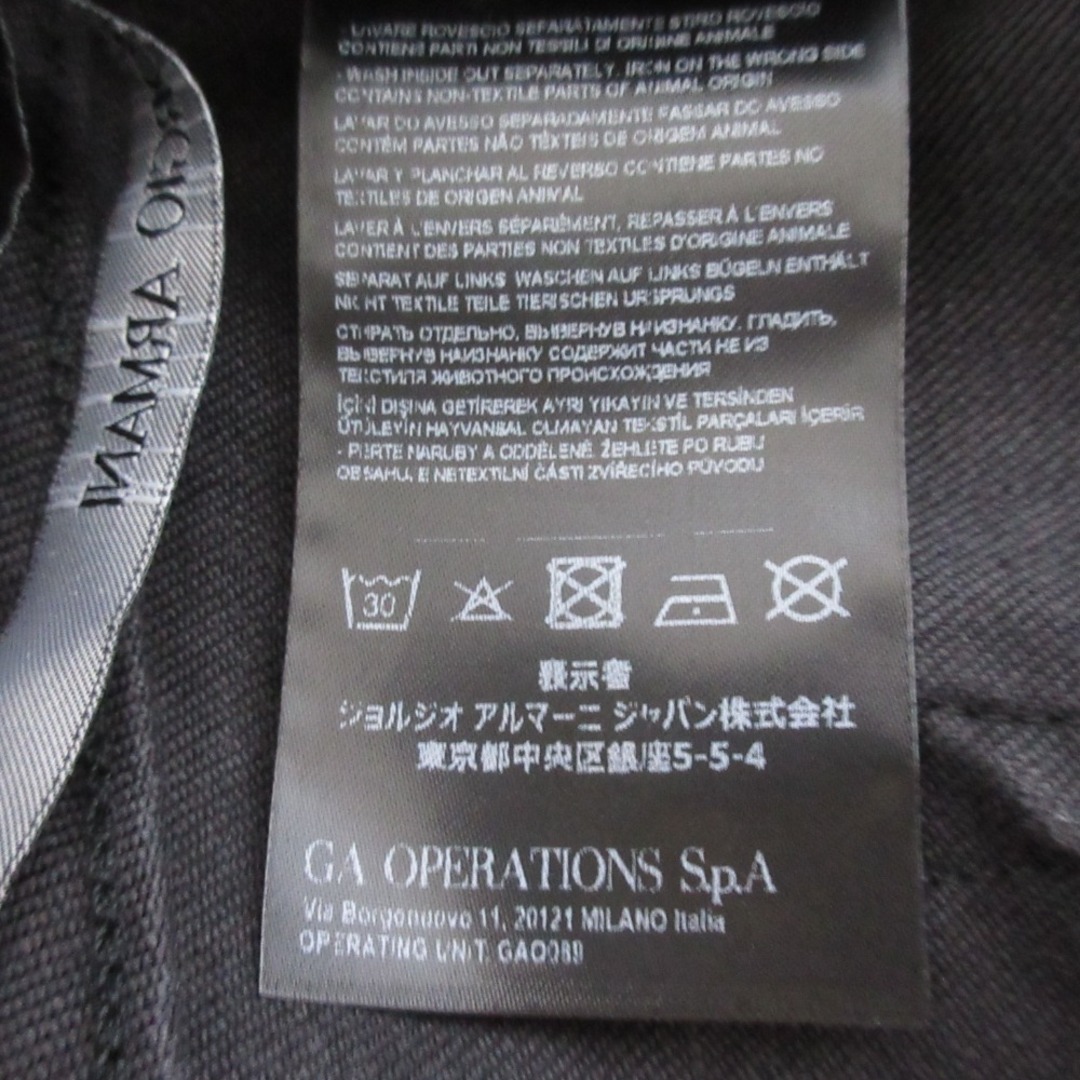 GIORGIO ARMANI
- LAVARE ROVESCIO SEPARATAMENTE STIRO ROVESCIO
CONTIENE PARTI NON TESSILI DI ORIGINE ANIMALE
- WASH INSIDE OUT SEPARATELY. IRON ON THE WRONG SIDE
CONTAINS NON-TEXTILE PARTS OF ANIMAL ORIGIN
LAVAR DO AVESSO SEPARADAMENTE PASSAR DO AVESSO
CONTÉM PARTES NÃO TÊXTEIS DE ORIGEM ANIMAL
LAVAR Y PLANCHAR AL REVERSO CONTIENE PARTES NO
TEXTILES DE ORIGEN ANIMAL
LAVER À L'ENVERS SÉPARÉMENT, REPASSER À L'ENVERS
CONTIENT DES PARTIES NON TEXTILES D'ORIGINE ANIMALE
SEPARAT AUF LINKS WASCHEN AUF LINKS BÜGELN ENTHÄLT
NICHT TEXTILE TEILE TIERISCHEN URSPRUNGS
СТИРАТЬ ОТДЕЛЬНО, ВЫВЕРНУВ НАИЗНАНКУ. ГЛАДИТЬ,
ВЫВЕРНУВ НАИЗНАНКУ СОДЕРЖИТ ЧАСТИ НЕ ИЗ
ТЕКСТИЛЯ ЖИВОТНОГО ПРОИСХОЖДЕНИЯ
İÇİNİ DIŞINA GETİREREK AYRI YIKAYIN VE TERSİNDEN
ÜTÜLEYİN HAYVANSAL OLMAYAN TEKSTİL PARÇALARI İÇERİR
- PERTE NARUBY A ODDĚLENĚ. ŽEHLETE PO RUBU
OBSAHUJE NETEXTILNÍ ČÁSTI ZVÍŘECÍHO PŮVODU
30
表示者
ジョルジオ アルマーニ ジャパン株式会社
東京都中央区銀座5-5-4
GA OPERATIONS S.p.A
Via Borgonuovo 11, 20121 MILANO Italia
OPERATING UNIT: GAO089